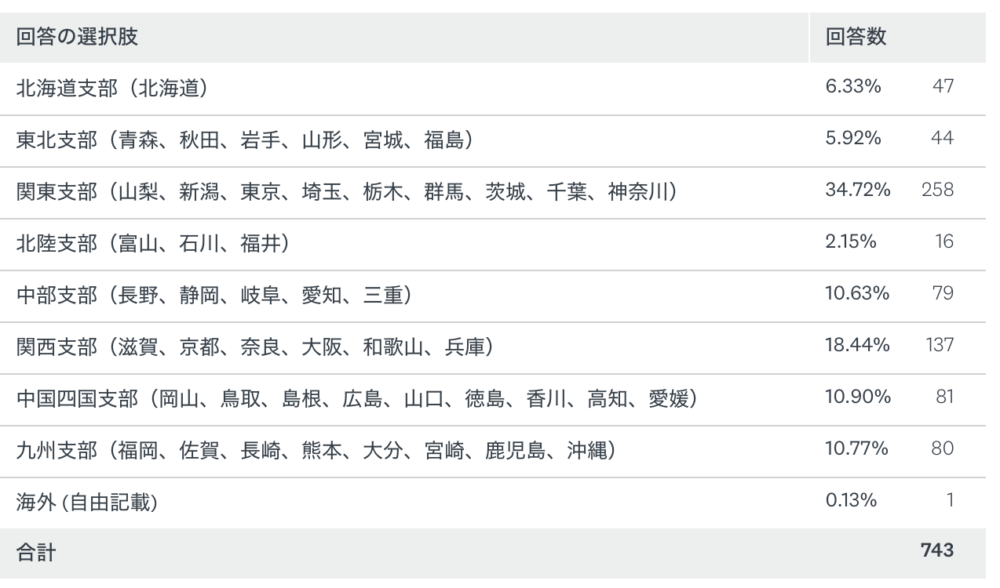 回答の選択肢 回答数
北海道支部（北海道） 6.33% 47
東北支部（青森、秋田、岩手、山形、宮城、福島） 5.92% 44
関東支部（山梨、新潟、東京、埼玉、栃木、群馬、茨城、千葉、神奈川） 34.72% 258
北陸支部（富山、石川、福井） 2.15% 16
中部支部（長野、静岡、岐阜、愛知、三重） 10.63% 79
関西支部（滋賀、京都、奈良、大阪、和歌山、兵庫） 18.44% 137
中国四国支部（岡山、鳥取、島根、広島、山口、徳島、香川、高知、愛媛） 10.90% 81
九州支部（福岡、佐賀、長崎、熊本、大分、宮崎、鹿児島、沖縄） 10.77% 80
海外 (自由記載) 0.13% 1
合計 743